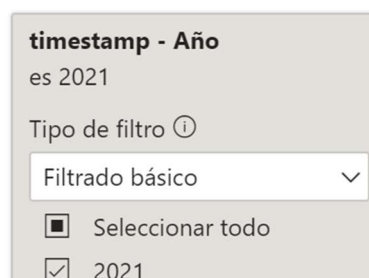 timestamp - Año
es 2021
Tipo de filtro
Filtrado básico
Seleccionar todo
2021